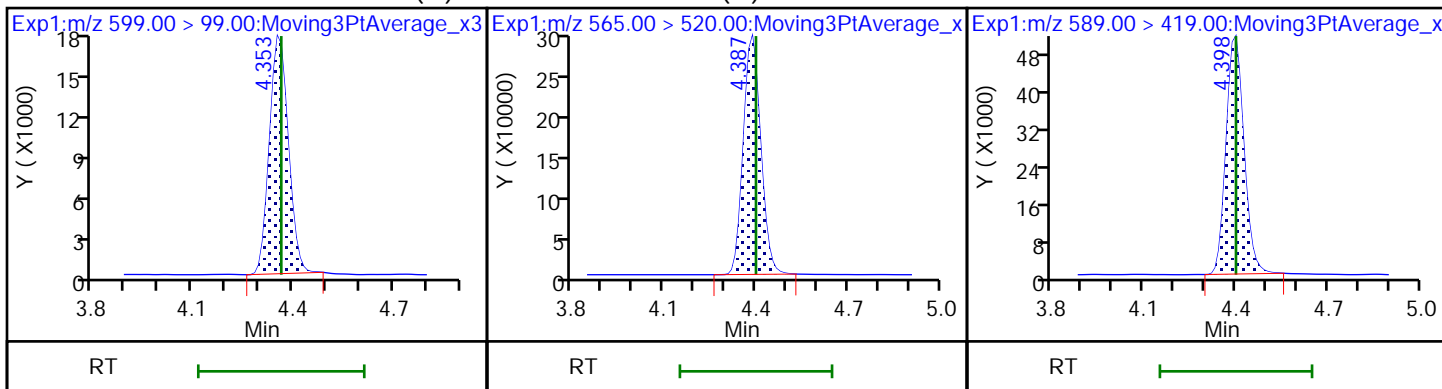 (M) (M)
Exp1:m/z 599.00 > 99.00:Moving3PtAverage_x3
18
15
12
9
6
3
0
Y ( X1000)
4.353
3.8 4.1 4.4 4.7
Min
RT
Exp1:m/z 565.00 > 520.00:Moving3PtAverage_x
30
25
20
15
10
5
0
Y ( X10000)
4.387
3.8 4.1 4.4 4.7 5.0
Min
RT
Exp1:m/z 589.00 > 419.00:Moving3PtAverage_x
48
40
32
24
16
8
0
Y ( X1000)
4.398
3.8 4.1 4.4 4.7 5.0
Min
RT